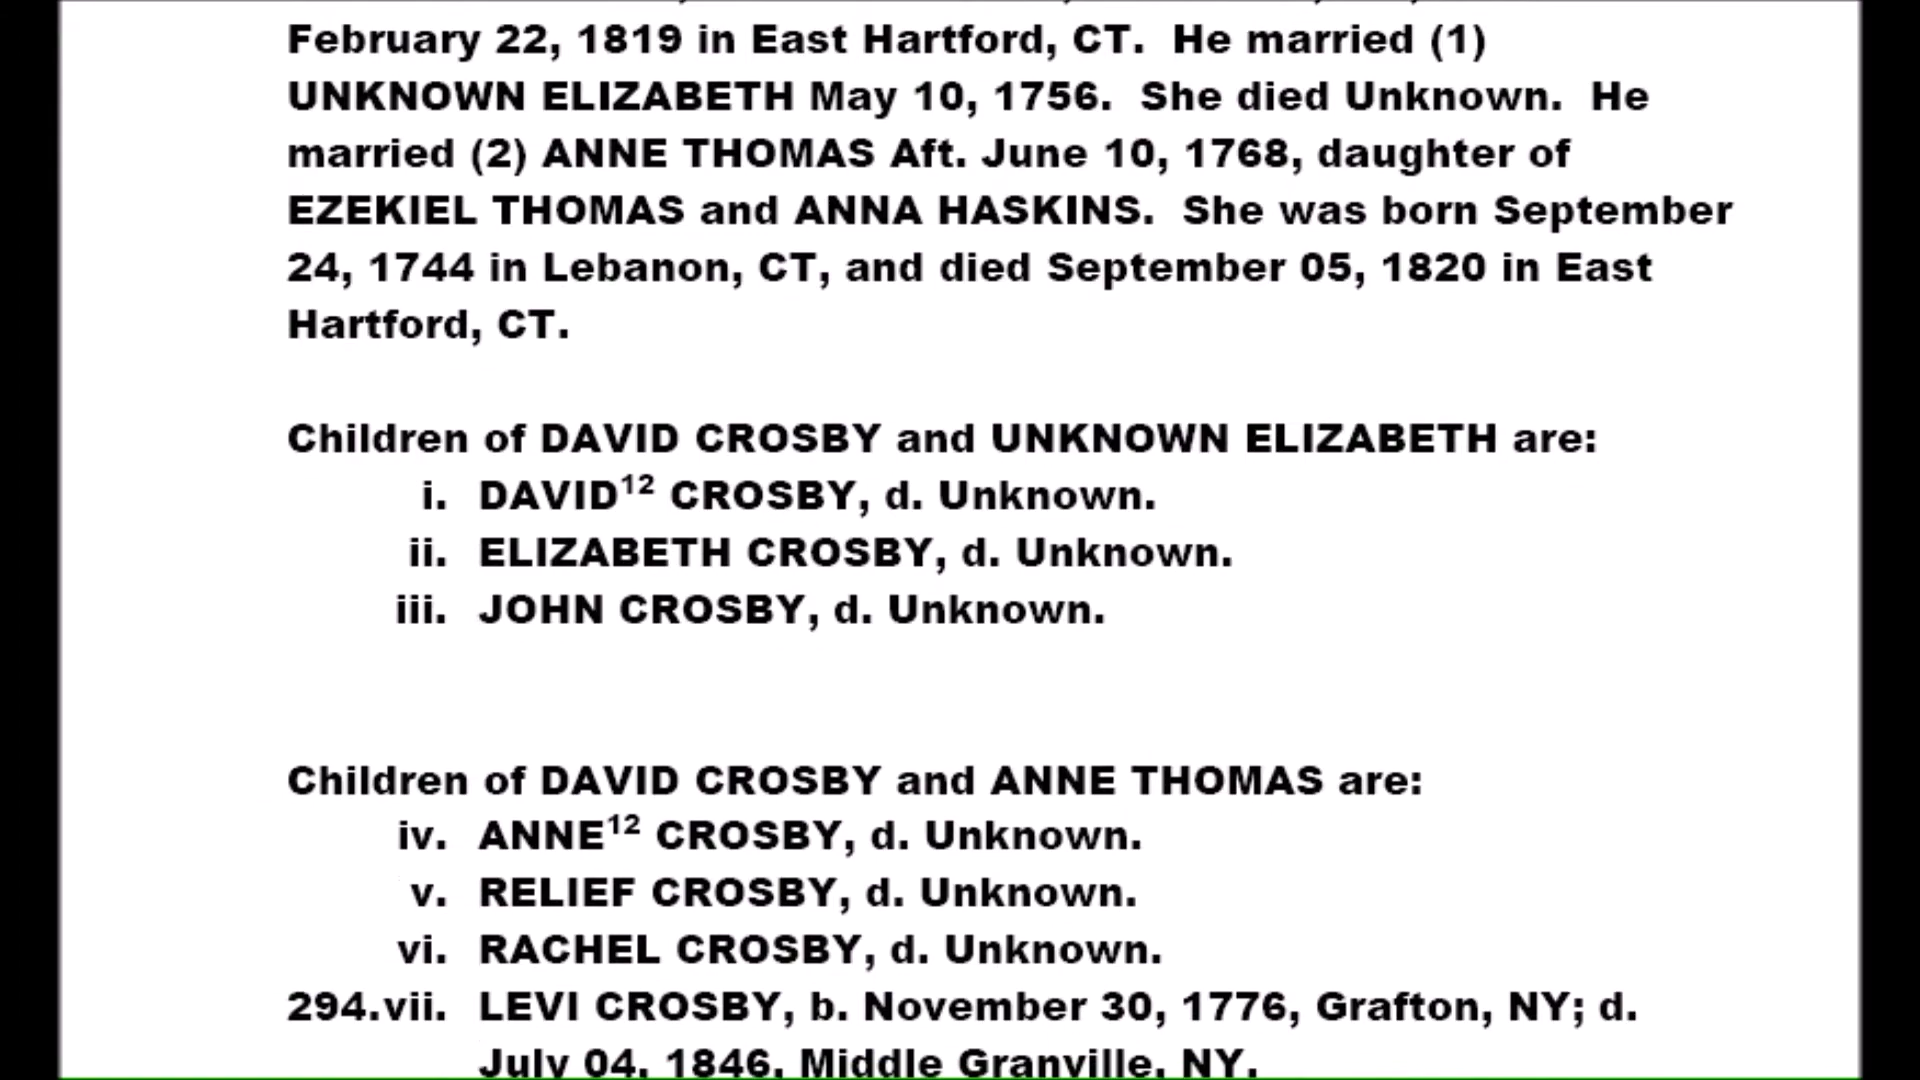 February 22, 1819 in East Hartford, CT.  He married (1)
UNKNOWN ELIZABETH May 10, 1756.  She died Unknown.  He
married (2) ANNE THOMAS Aft. June 10, 1768, daughter of
EZEKIEL THOMAS and ANNA HASKINS.  She was born September
24, 1744 in Lebanon, CT, and died September 05, 1820 in East
Hartford, CT.
Children of DAVID CROSBY and UNKNOWN ELIZABETH are:
i. DAVID¹² CROSBY, d. Unknown.
ii. ELIZABETH CROSBY, d. Unknown.
iii. JOHN CROSBY, d. Unknown.
Children of DAVID CROSBY and ANNE THOMAS are:
iv. ANNE¹² CROSBY, d. Unknown.
v. RELIEF CROSBY, d. Unknown.
vi. RACHEL CROSBY, d. Unknown.
294.vii. LEVI CROSBY, b. November 30, 1776, Grafton, NY; d.
July 04, 1846, Middle Granville, NY.